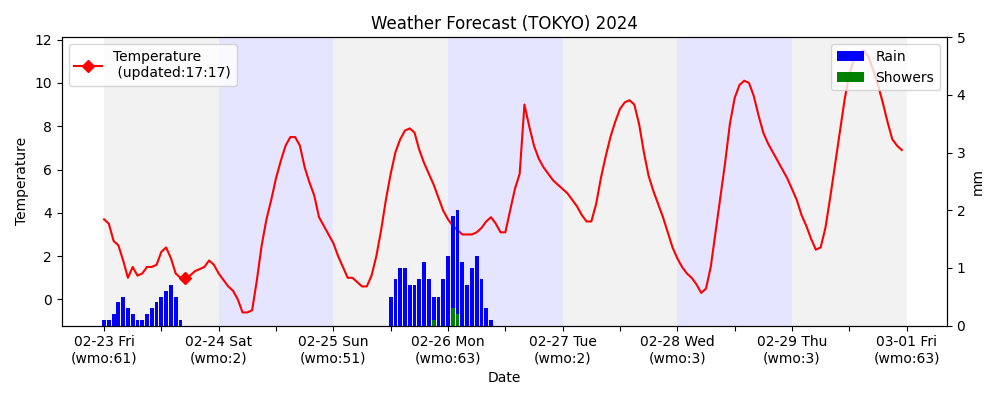 Weather Forecast (TOKYO) 2024
Temperature
(updated:17:17)
Rain
Showers
12
10
8
6
4
2
0
Temperature
5
4
3
2
1
0
mm
02-23 Fri
(wmo:61)
02-24 Sat
(wmo:2)
02-25 Sun
(wmo:51)
02-26 Mon
(wmo:63)
02-27 Tue
(wmo:2)
02-28 Wed
(wmo:3)
02-29 Thu
(wmo:3)
03-01 Fri
(wmo:63)
Date